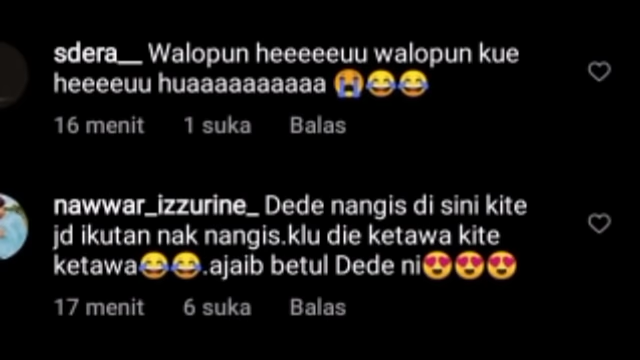 sdera__ Walopun heeeeeuu walopun kue
heeeeuu huaaaaaaaaaa 😭😂😂
16 menit 1 suka Balas
nawwar_izzurine_ Dede nangis di sini kite
jd ikutan nak nangis.klu die ketawa kite
ketawa😂😂.ajaib betul Dede ni😍😍😍
17 menit 6 suka Balas